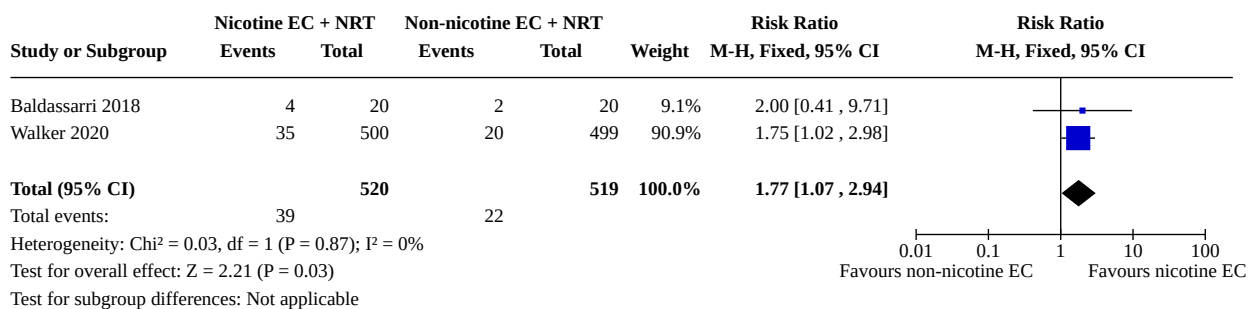 Nicotine EC + NRT Non-nicotine EC + NRT Risk Ratio Risk Ratio
Study or Subgroup Events Total Events Total Weight M-H, Fixed, 95% CI M-H, Fixed, 95% CI
Baldassarri 2018 4 20 2 20 9.1% 2.00 [0.41 , 9.71]
Walker 2020 35 500 20 499 90.9% 1.75 [1.02 , 2.98]
Total (95% CI) 520 519 100.0% 1.77 [1.07 , 2.94]
Total events: 39 22
Heterogeneity: Chi² = 0.03, df = 1 (P = 0.87); I² = 0%
0.01 0.1 1 10 100
Test for overall effect: Z = 2.21 (P = 0.03) Favours non-nicotine EC Favours nicotine EC
Test for subgroup differences: Not applicable